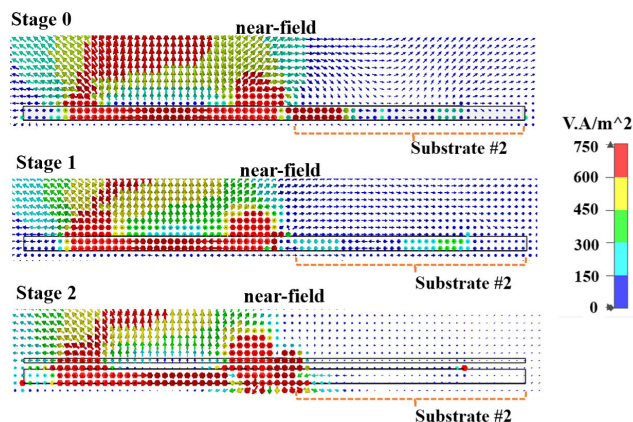 Stage 0
near-field
Substrate #2
Stage 1
near-field
Substrate #2
Stage 2
near-field
Substrate #2
V.A/m^2
750
600
450
300
150
0